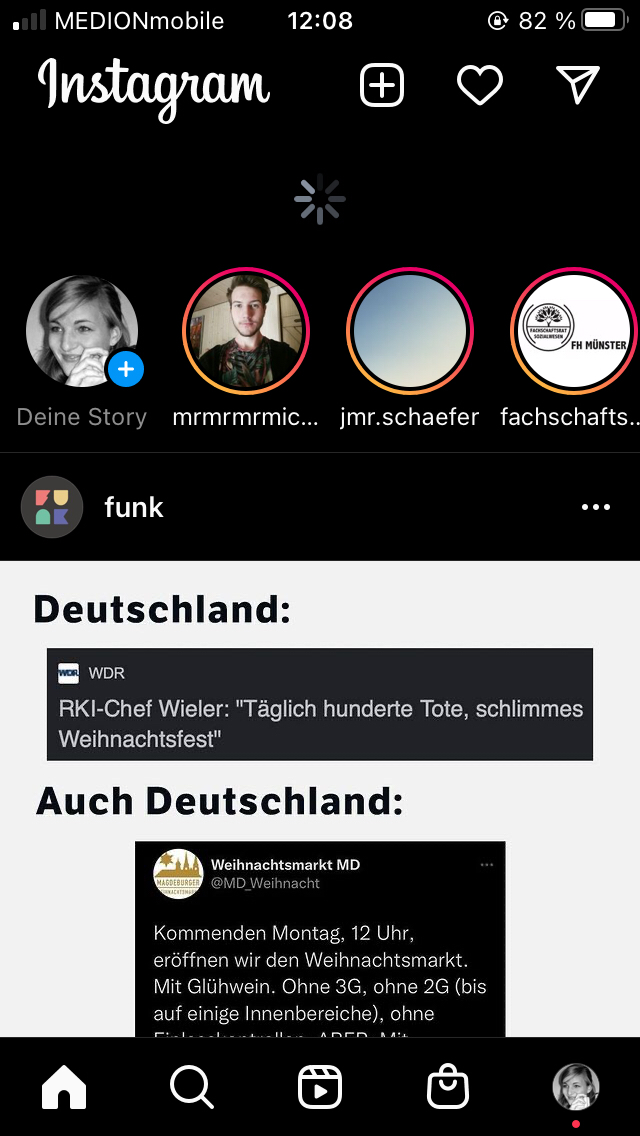 MEDIONmobile 12:08 82 %
Instagram
FACHSCHAFTSRAT
SOZIALWESEN
FH MÜNSTER
Deine Story mrmrmrmic... jmr.schaefer fachschafts...
funk
Deutschland:
WDR WDR
RKI-Chef Wieler: "Täglich hunderte Tote, schlimmes
Weihnachtsfest"
Auch Deutschland:
Weihnachtsmarkt MD
@MD_Weihnacht
MAGDEBURGER
Kommenden Montag, 12 Uhr,
eröffnen wir den Weihnachtsmarkt.
Mit Glühwein. Ohne 3G, ohne 2G (bis
auf einige Innenbereiche), ohne